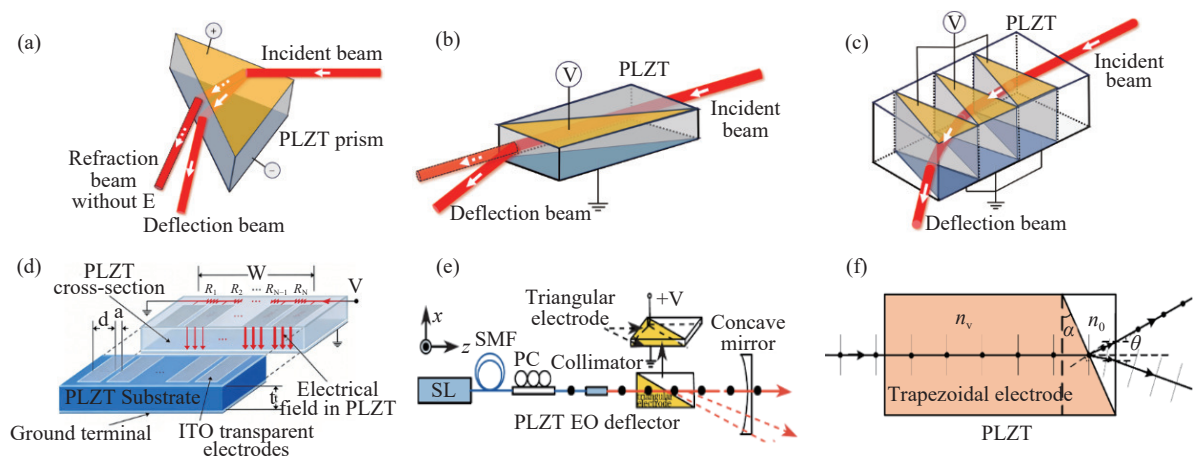 (a)
+
Incident beam
PLZT prism
−
Refraction
beam
without E
Deflection beam
(b)
V
PLZT
Incident
beam
Deflection beam
(c)
V
PLZT
Incident
beam
Deflection beam
(d)
PLZT
cross-section
W
R1 R2 ... RN−1 RN
V
d a
...
...
PLZT Substrate
t
Electrical
field in PLZT
Ground terminal
ITO transparent
electrodes
(e)
x
z
SMF
PC
SL
Triangular
electrode
+V
Collimator
Concave
mirror
Triangular
electrode
PLZT EO deflector
(f)
nv
α
n0
θ
Trapezoidal electrode
PLZT